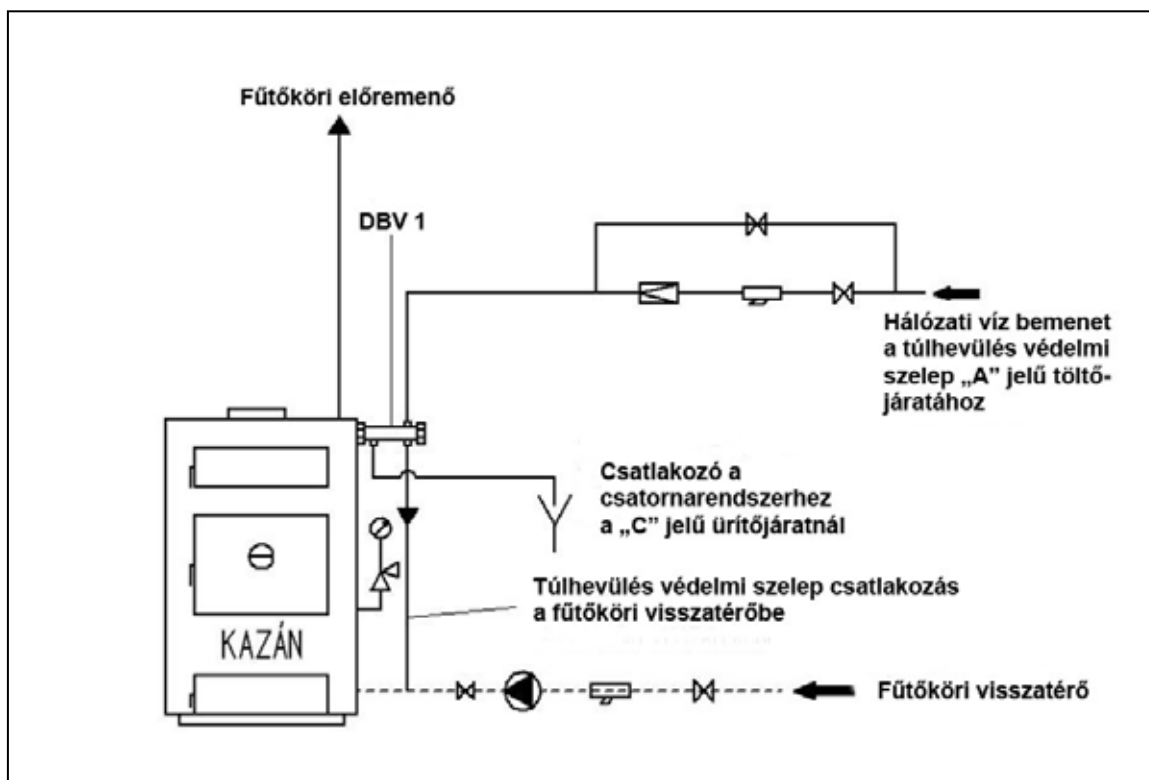 Fűtőköri előremenő
DBV 1
Hálózati víz bemenet
a túlhevülés védelmi
szelep „A” jelű töltő-
járatához
Csatlakozó a
csatornarendszerhez
a „C” jelű ürítőjáratnál
Túlhevülés védelmi szelep csatlakozás
a fűtőköri visszatérőbe
KAZÁN
Fűtőköri visszatérő